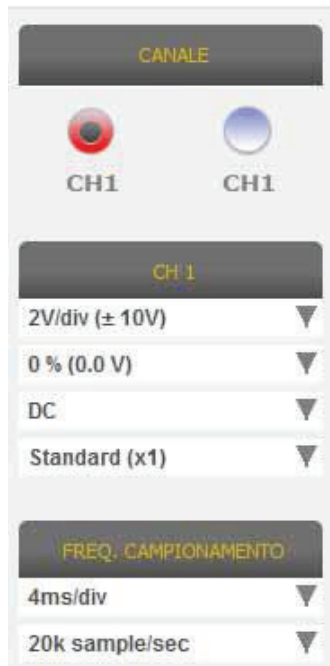 CANALE
CH1
CH1
CH 1
2V/div (± 10V)
0 % (0.0 V)
DC
Standard (x1)
FREQ. CAMPIONAMENTO
4ms/div
20k sample/sec